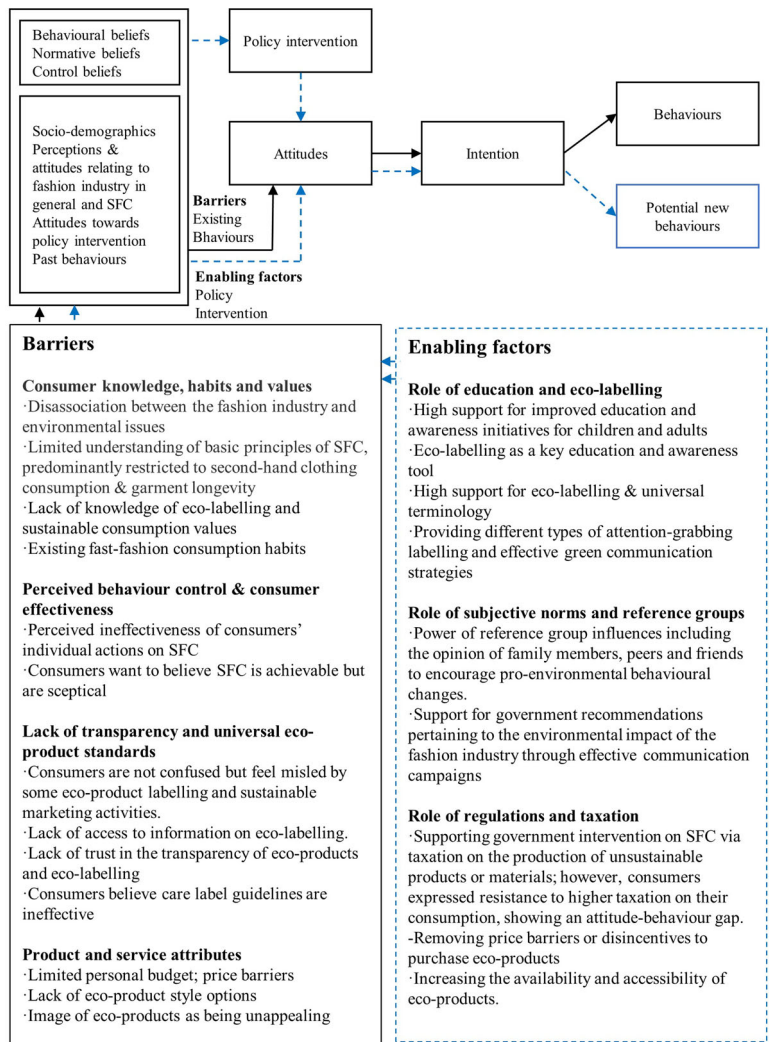 Behavioural beliefs
Normative beliefs
Control beliefs
Policy intervention
Socio-demographics
Perceptions &
attitudes relating to
fashion industry in
general and SFC
Attitudes towards
policy intervention
Past behaviours
Attitudes
Intention
Behaviours
Potential new
behaviours
Barriers
Existing
Bhaviours
Enabling factors
Policy
Intervention
Barriers
Consumer knowledge, habits and values
·Disassociation between the fashion industry and
environmental issues
·Limited understanding of basic principles of SFC,
predominantly restricted to second-hand clothing
consumption & garment longevity
·Lack of knowledge of eco-labelling and
sustainable consumption values
·Existing fast-fashion consumption habits
Perceived behaviour control & consumer
effectiveness
·Perceived ineffectiveness of consumers'
individual actions on SFC
·Consumers want to believe SFC is achievable but
are sceptical
Lack of transparency and universal eco-
product standards
·Consumers are not confused but feel misled by
some eco-product labelling and sustainable
marketing activities.
·Lack of access to information on eco-labelling.
·Lack of trust in the transparency of eco-products
and eco-labelling
·Consumers believe care label guidelines are
ineffective
Product and service attributes
·Limited personal budget; price barriers
·Lack of eco-product style options
·Image of eco-products as being unappealing
Enabling factors
Role of education and eco-labelling
·High support for improved education and
awareness initiatives for children and adults
·Eco-labelling as a key education and awareness
tool
·High support for eco-labelling & universal
terminology
·Providing different types of attention-grabbing
labelling and effective green communication
strategies
Role of subjective norms and reference groups
·Power of reference group influences including
the opinion of family members, peers and friends
to encourage pro-environmental behavioural
changes.
·Support for government recommendations
pertaining to the environmental impact of the
fashion industry through effective communication
campaigns
Role of regulations and taxation
·Supporting government intervention on SFC via
taxation on the production of unsustainable
products or materials; however, consumers
expressed resistance to higher taxation on their
consumption, showing an attitude-behaviour gap.
-Removing price barriers or disincentives to
purchase eco-products
·Increasing the availability and accessibility of
eco-products.